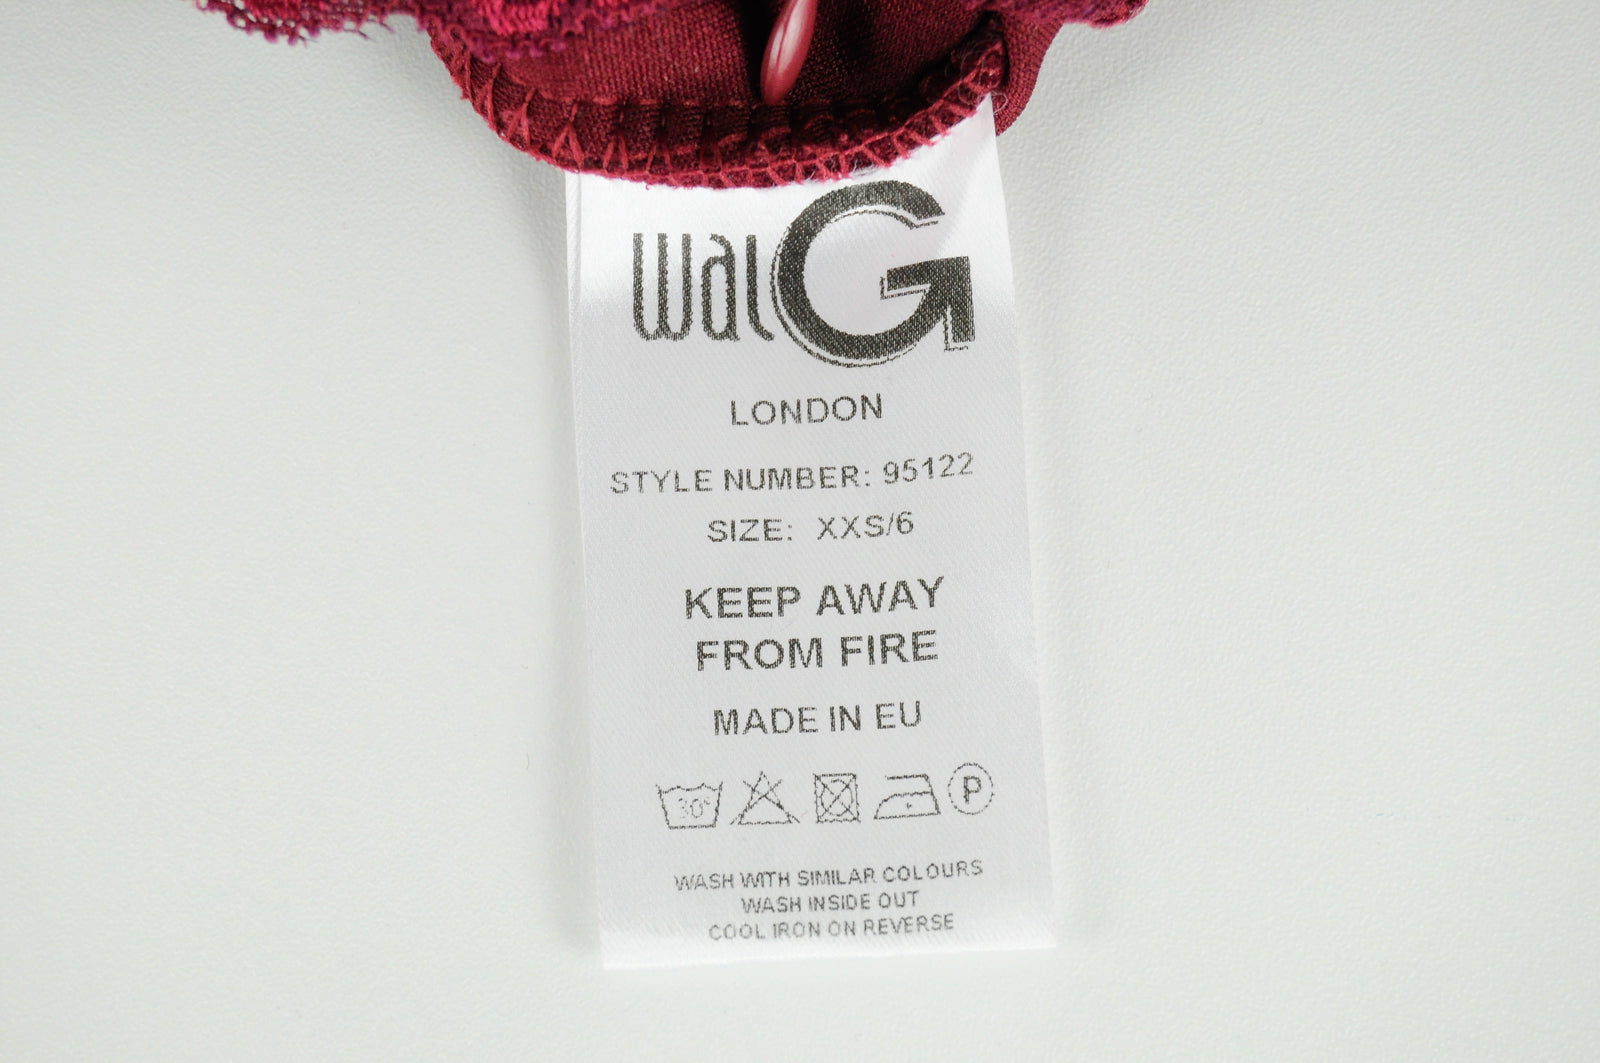 walG
LONDON
STYLE NUMBER: 95122
SIZE: XXS/6
KEEP AWAY
FROM FIRE
MADE IN EU
30° P
WASH WITH SIMILAR COLOURS
WASH INSIDE OUT
COOL IRON ON REVERSE